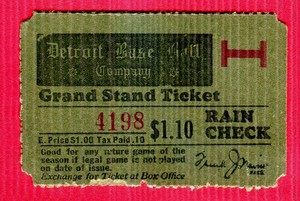 Detroit Base Ball
Company
Grand Stand Ticket
4198 $1.10 RAIN CHECK
E. Price $1.00 Tax Paid .10
Good for any return game of the
season if legal game is not played
on date of issue.
Exchange for Ticket at Box Office
PRES.
I